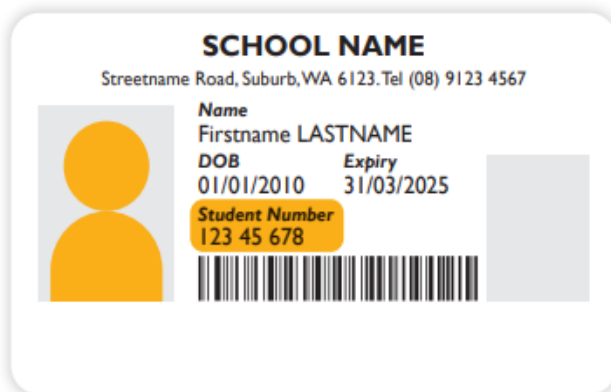 SCHOOL NAME
Streetname Road, Suburb, WA 6123. Tel (08) 9123 4567
Name
Firstname LASTNAME
DOB Expiry
01/01/2010 31/03/2025
Student Number
123 45 678